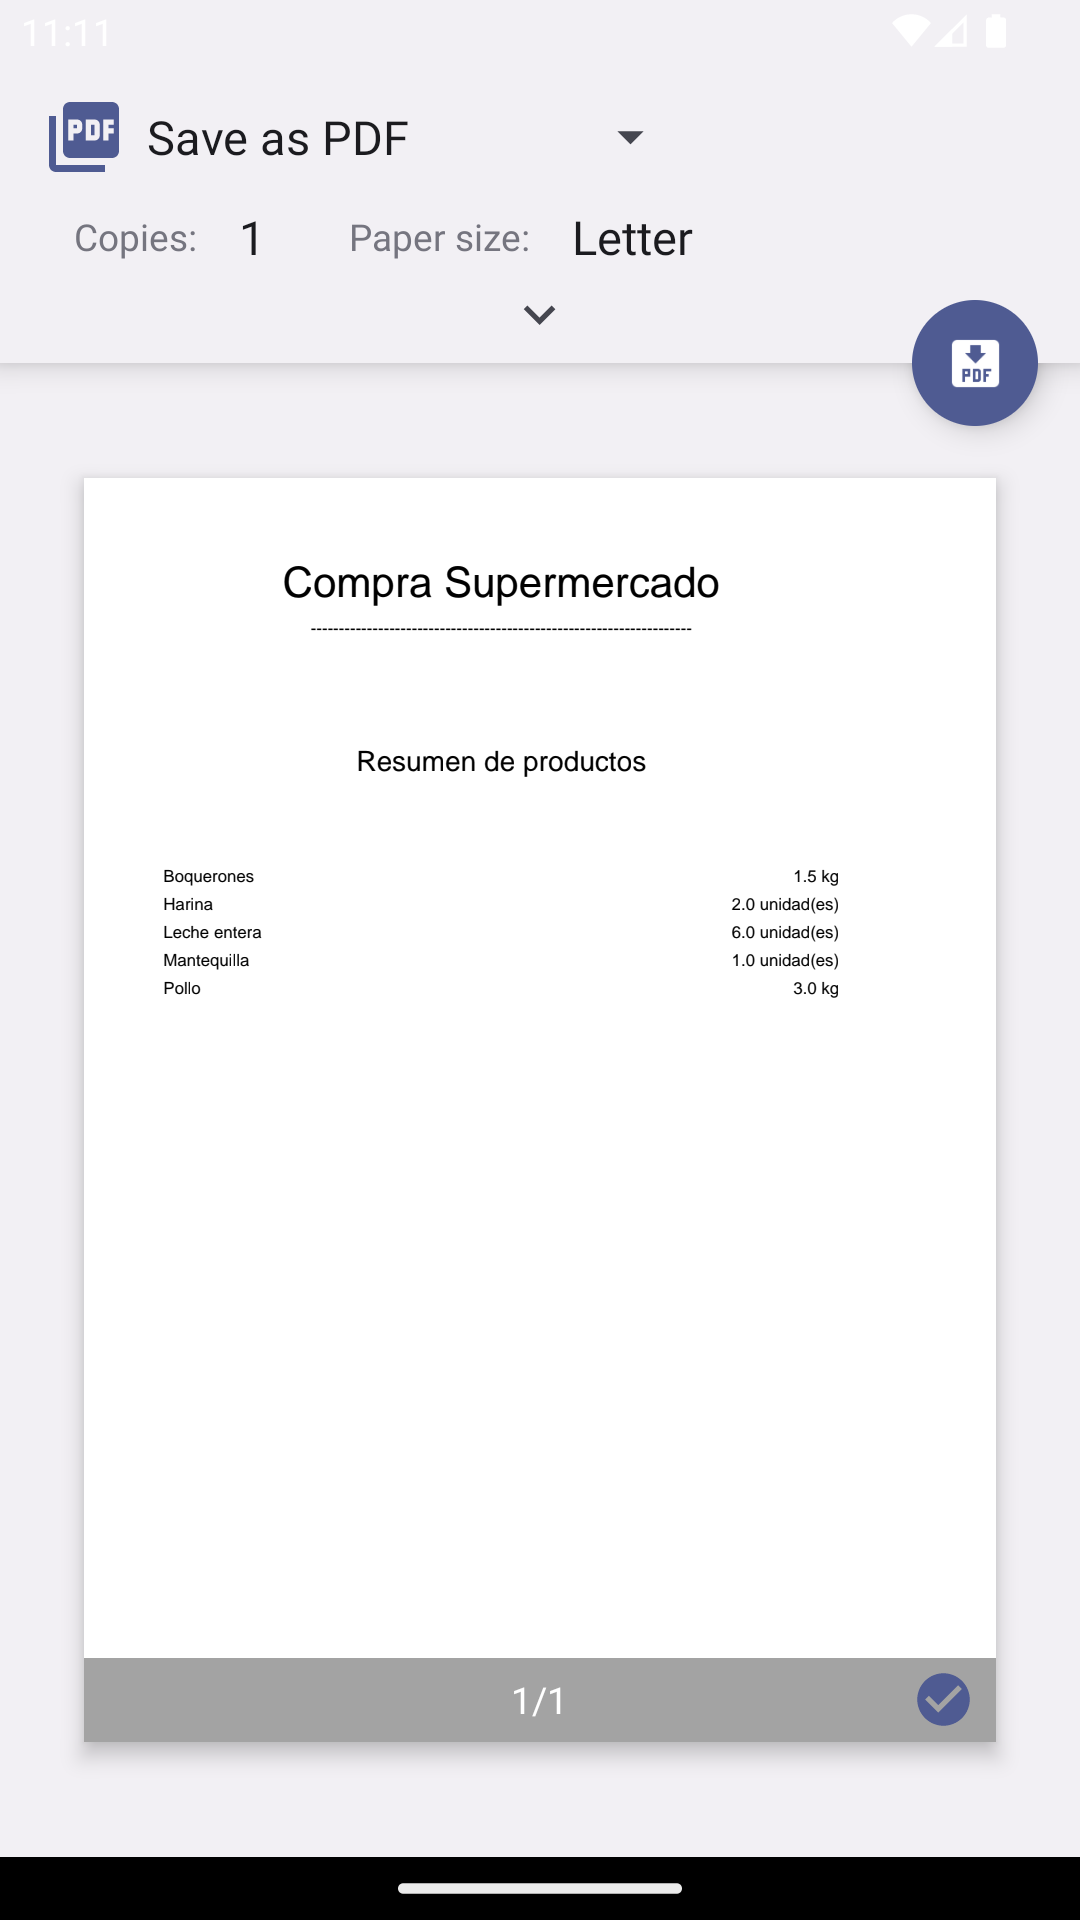 11:11
PDF Save as PDF
Copies: 1 Paper size: Letter
PDF
Compra Supermercado
--------------------------------------------------------------------
Resumen de productos
Boquerones 1.5 kg
Harina 2.0 unidad(es)
Leche entera 6.0 unidad(es)
Mantequilla 1.0 unidad(es)
Pollo 3.0 kg
1/1